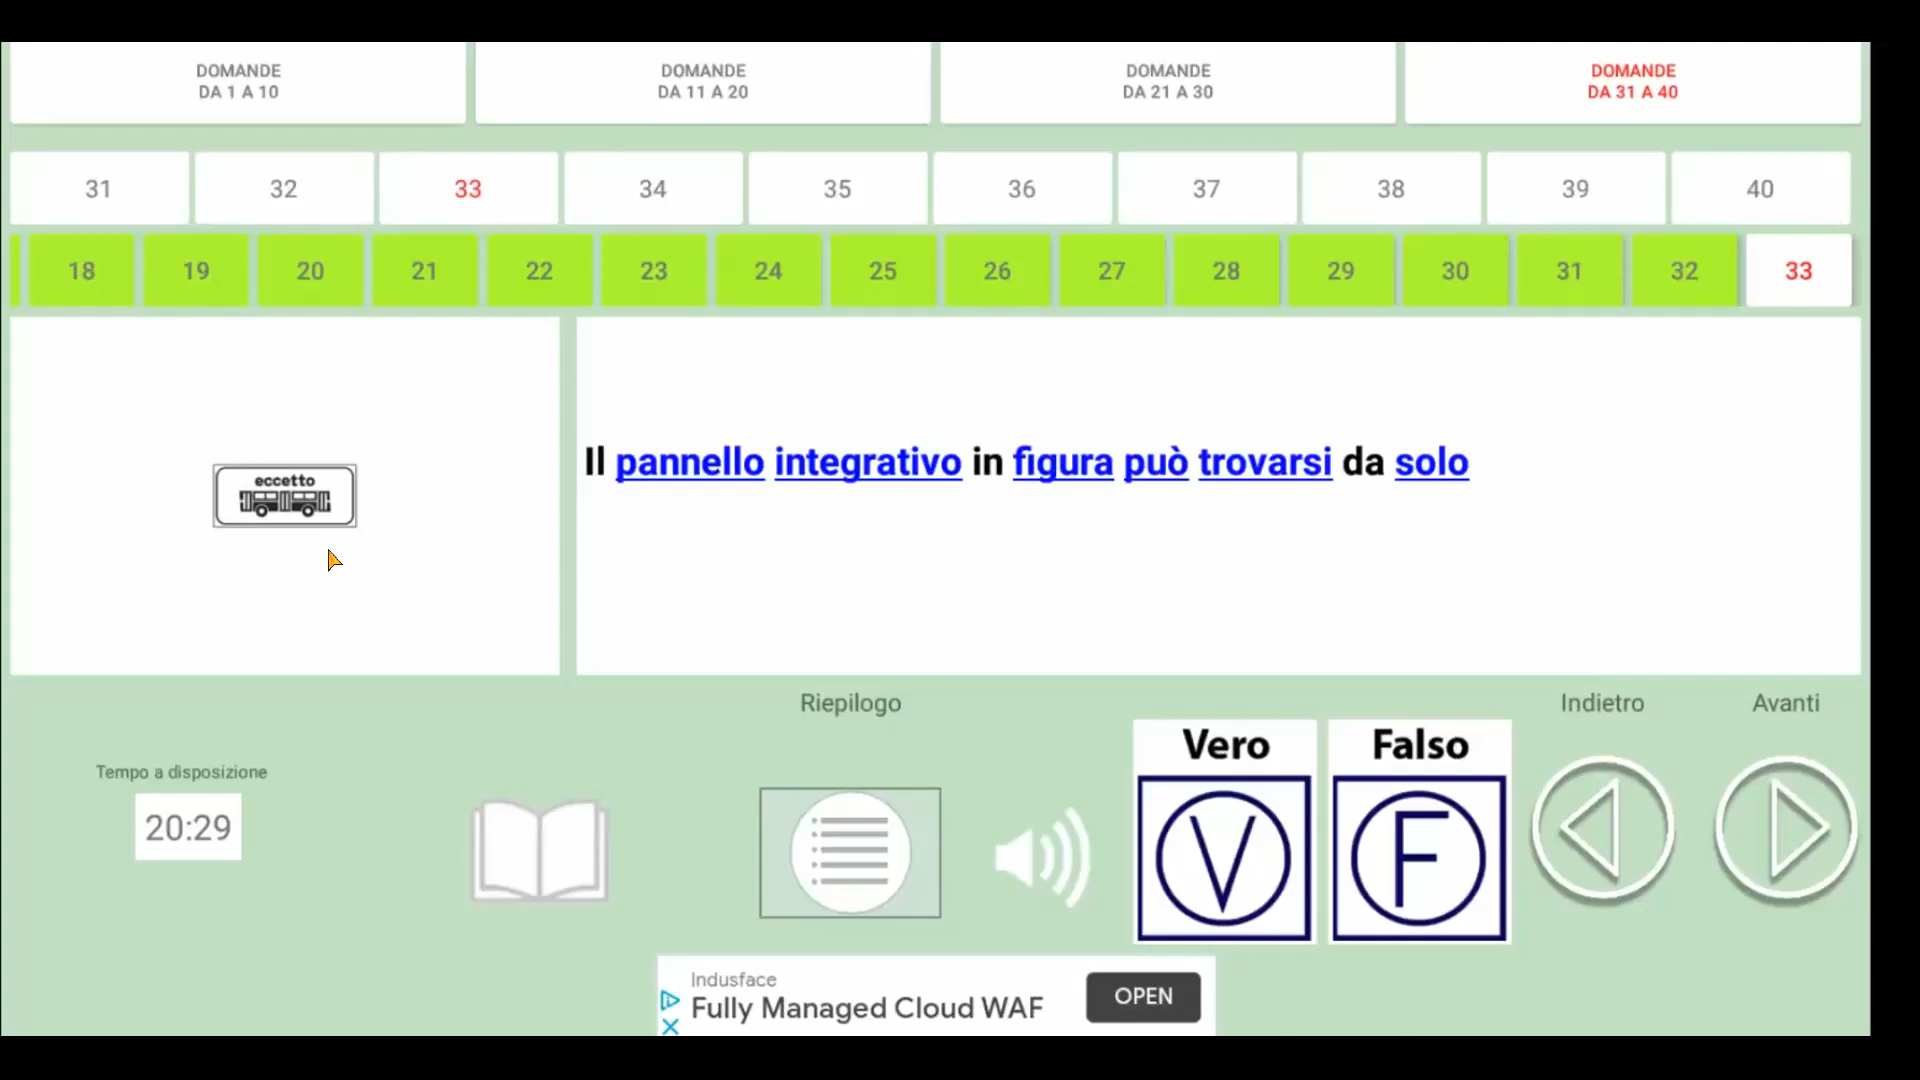 DOMANDE
DA 1 A 10
DOMANDE
DA 11 A 20
DOMANDE
DA 21 A 30
DOMANDE
DA 31 A 40
31 32 33 34 35 36 37 38 39 40
18 19 20 21 22 23 24 25 26 27 28 29 30 31 32 33
eccetto
Il pannello integrativo in figura può trovarsi da solo
Riepilogo
Indietro
Avanti
Vero
Falso
Tempo a disposizione
20:29
V
F
Indusface
Fully Managed Cloud WAF
OPEN